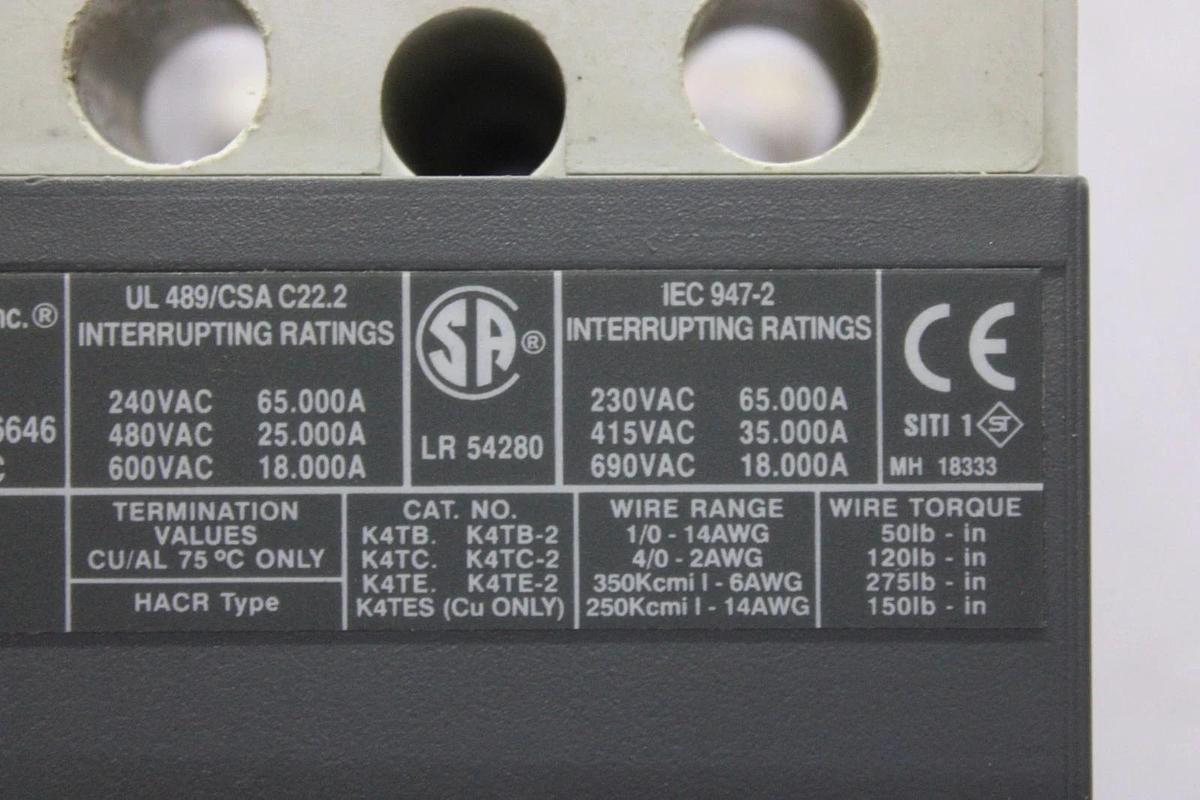 nc.®
6646
C
UL 489/CSA C22.2
INTERRUPTING RATINGS
240VAC 65.000A
480VAC 25.000A
600VAC 18.000A
SA®
LR 54280
IEC 947-2
INTERRUPTING RATINGS
230VAC 65.000A
415VAC 35.000A
690VAC 18.000A
CE
SITI 1
MH 18333
TERMINATION
VALUES
CU/AL 75 °C ONLY
HACR Type
CAT. NO.
K4TB. K4TB-2
K4TC. K4TC-2
K4TE. K4TE-2
K4TES (Cu ONLY)
WIRE RANGE
1/0 - 14AWG
4/0 - 2AWG
350Kcmi l - 6AWG
250Kcmi l - 14AWG
WIRE TORQUE
50lb - in
120lb - in
275lb - in
150lb - in